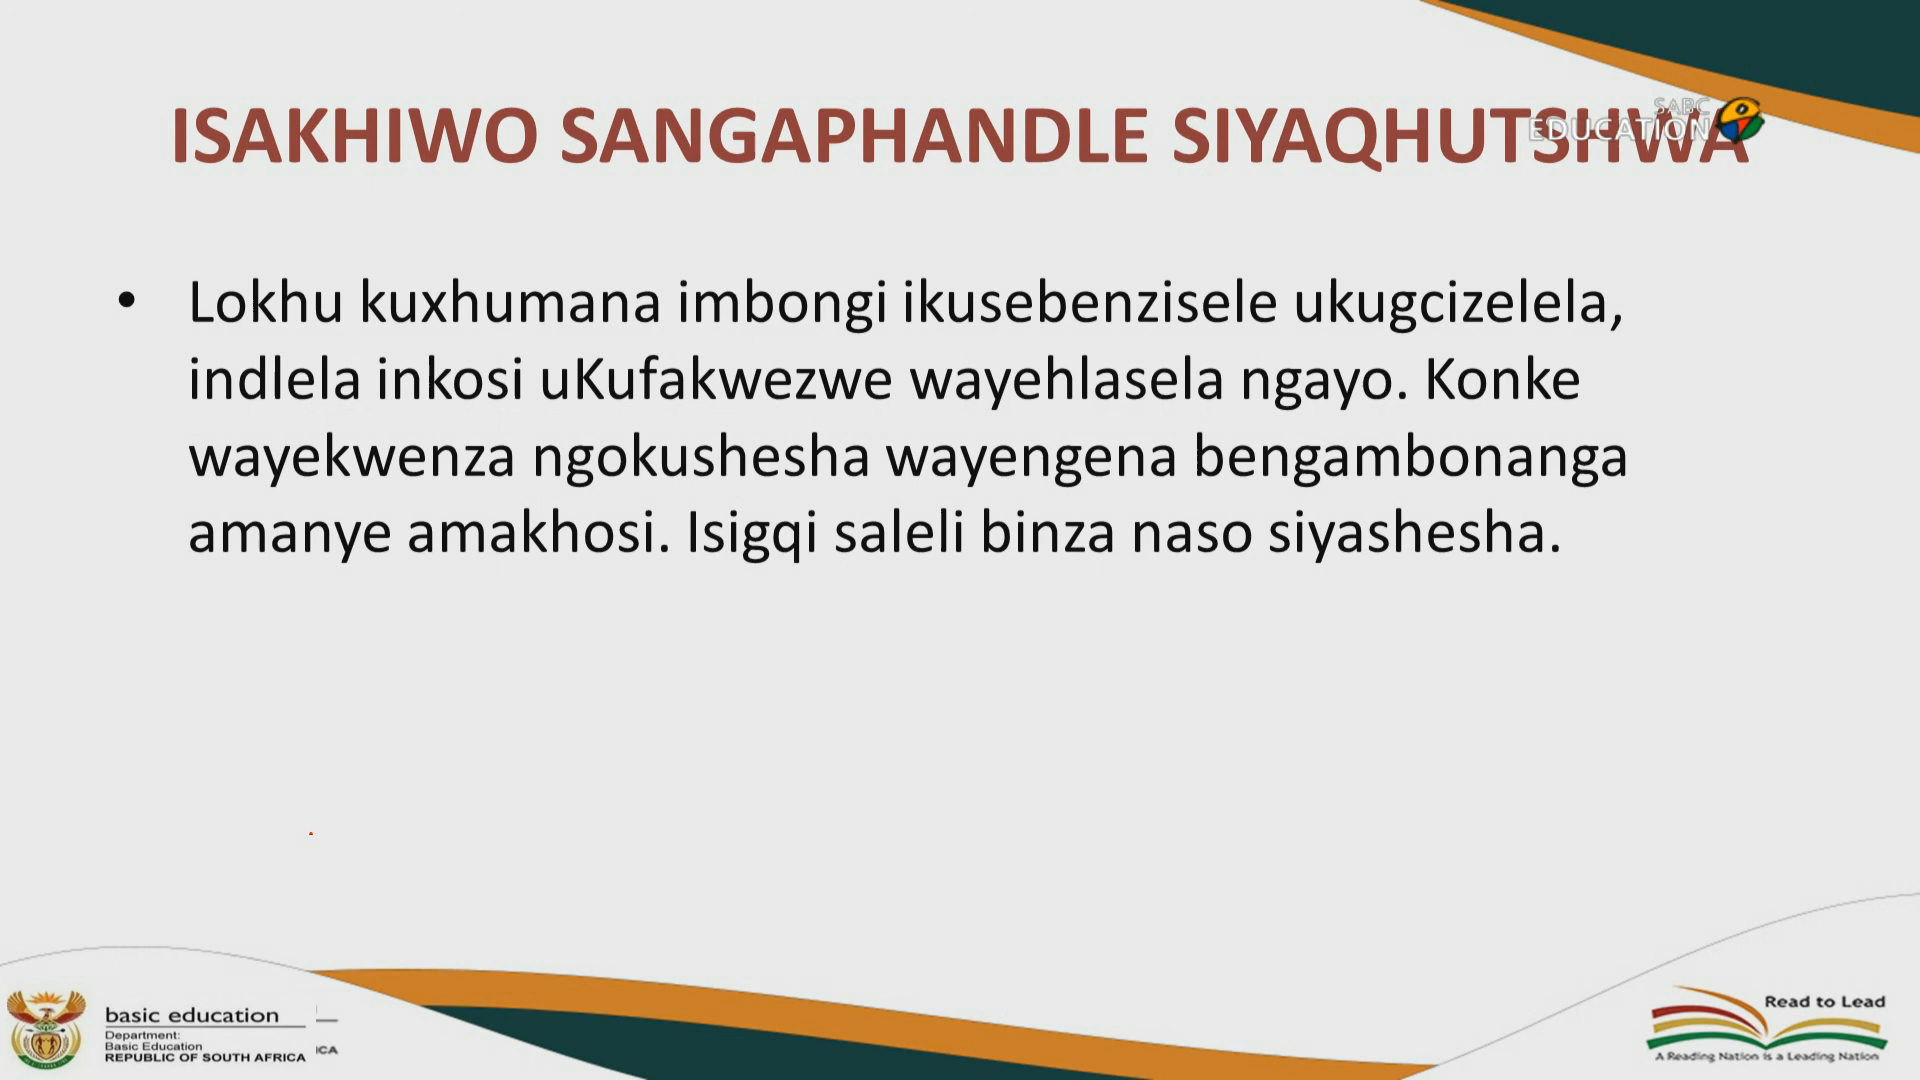 ISAKHIWO SANGAPHANDLE SIYAQHUTSHWA
SABC
EDUCATION
• Lokhu kuxhumana imbongi ikusebenzisele ukugcizelela,
indlela inkosi uKufakwezwe wayehlasela ngayo. Konke
wayekwenza ngokushesha wayengena bengambonanga
amanye amakhosi. Isigqi saleli binza naso siyashesha.
basic education
Department:
Basic Education
REPUBLIC OF SOUTH AFRICA
ICA
Read to Lead
A Reading Nation is a Leading Nation